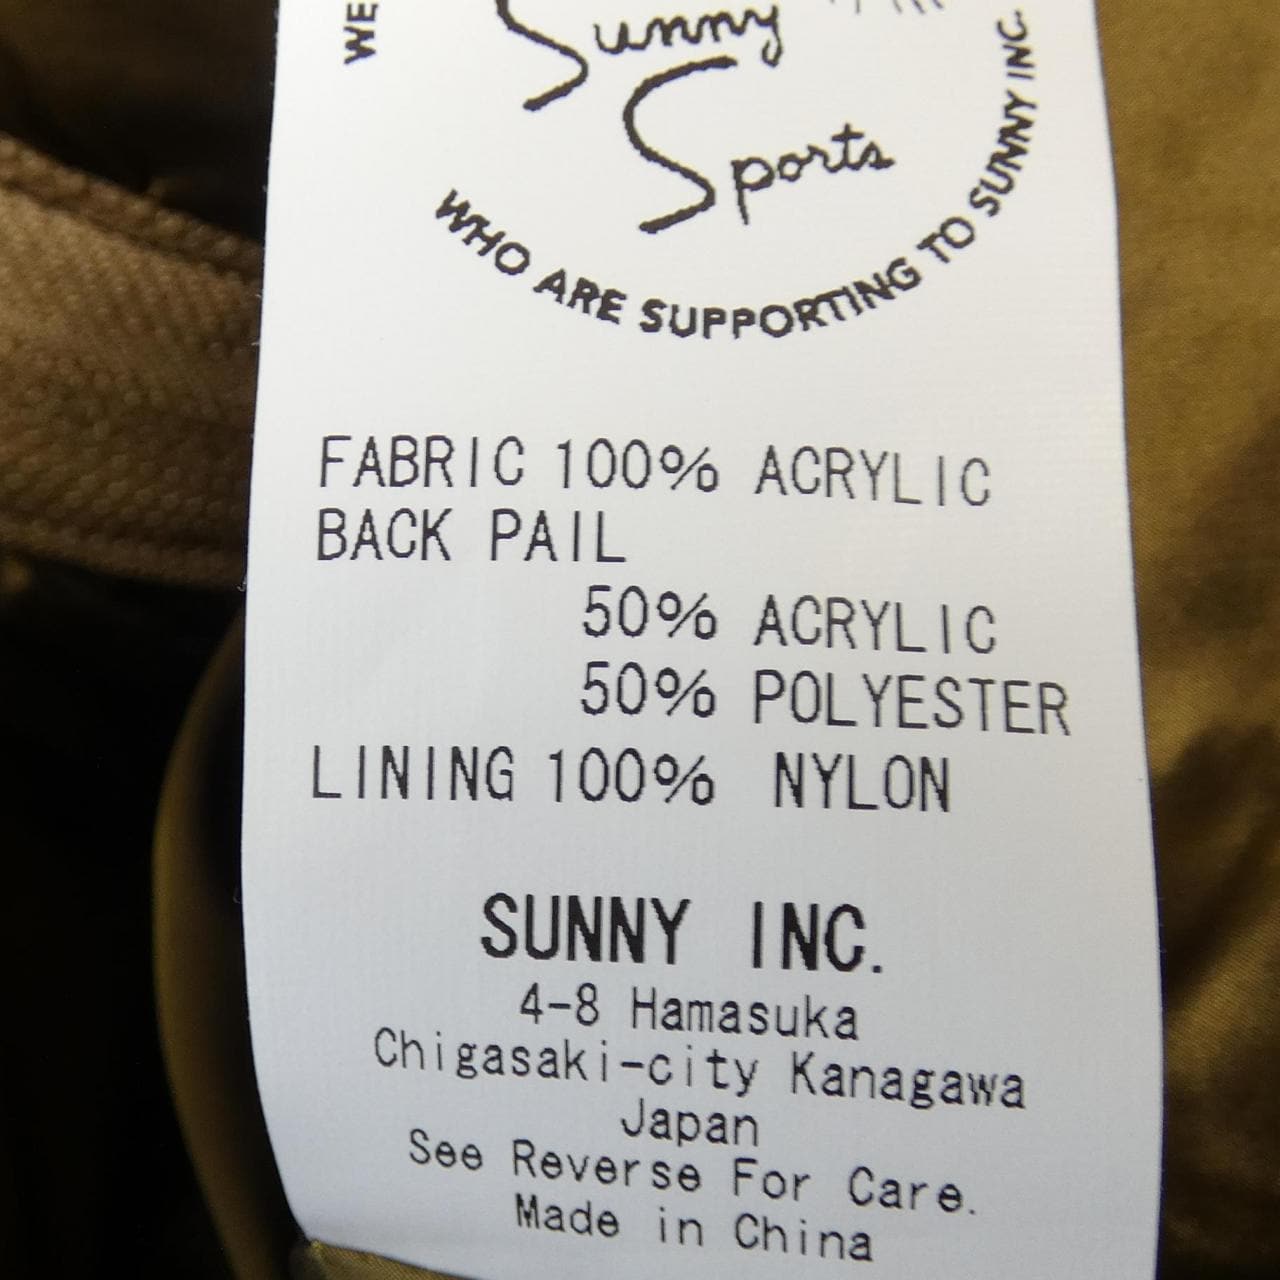 WE
Sunny
Sports
WHO ARE SUPPORTING TO SUNNY INC.
FABRIC 100% ACRYLIC
BACK PAIL
50% ACRYLIC
50% POLYESTER
LINING 100% NYLON
SUNNY INC.
4-8 Hamasuka
Chigasaki-city Kanagawa
Japan
See Reverse For Care.
Made in China